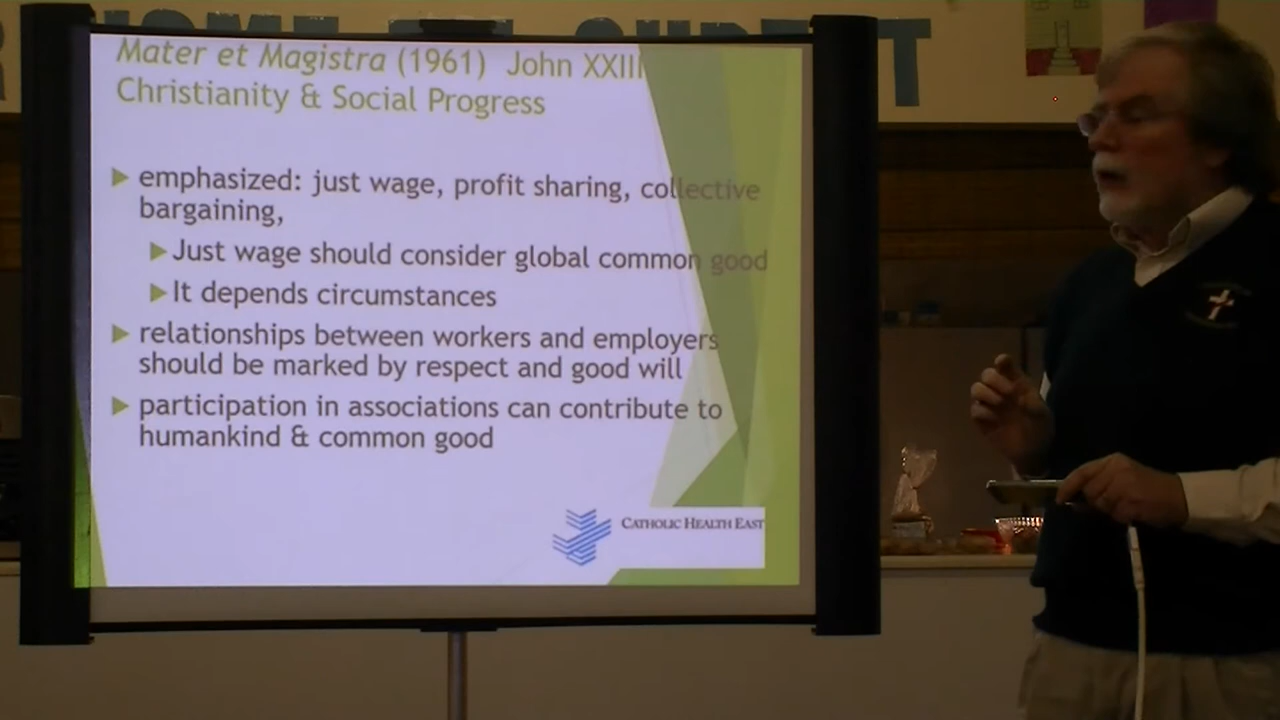 Mater et Magistra (1961) John XXIII
Christianity & Social Progress
emphasized: just wage, profit sharing, collective
bargaining,
Just wage should consider global common good
It depends circumstances
relationships between workers and employers
should be marked by respect and good will
participation in associations can contribute to
humankind & common good
CATHOLIC HEALTH EAST